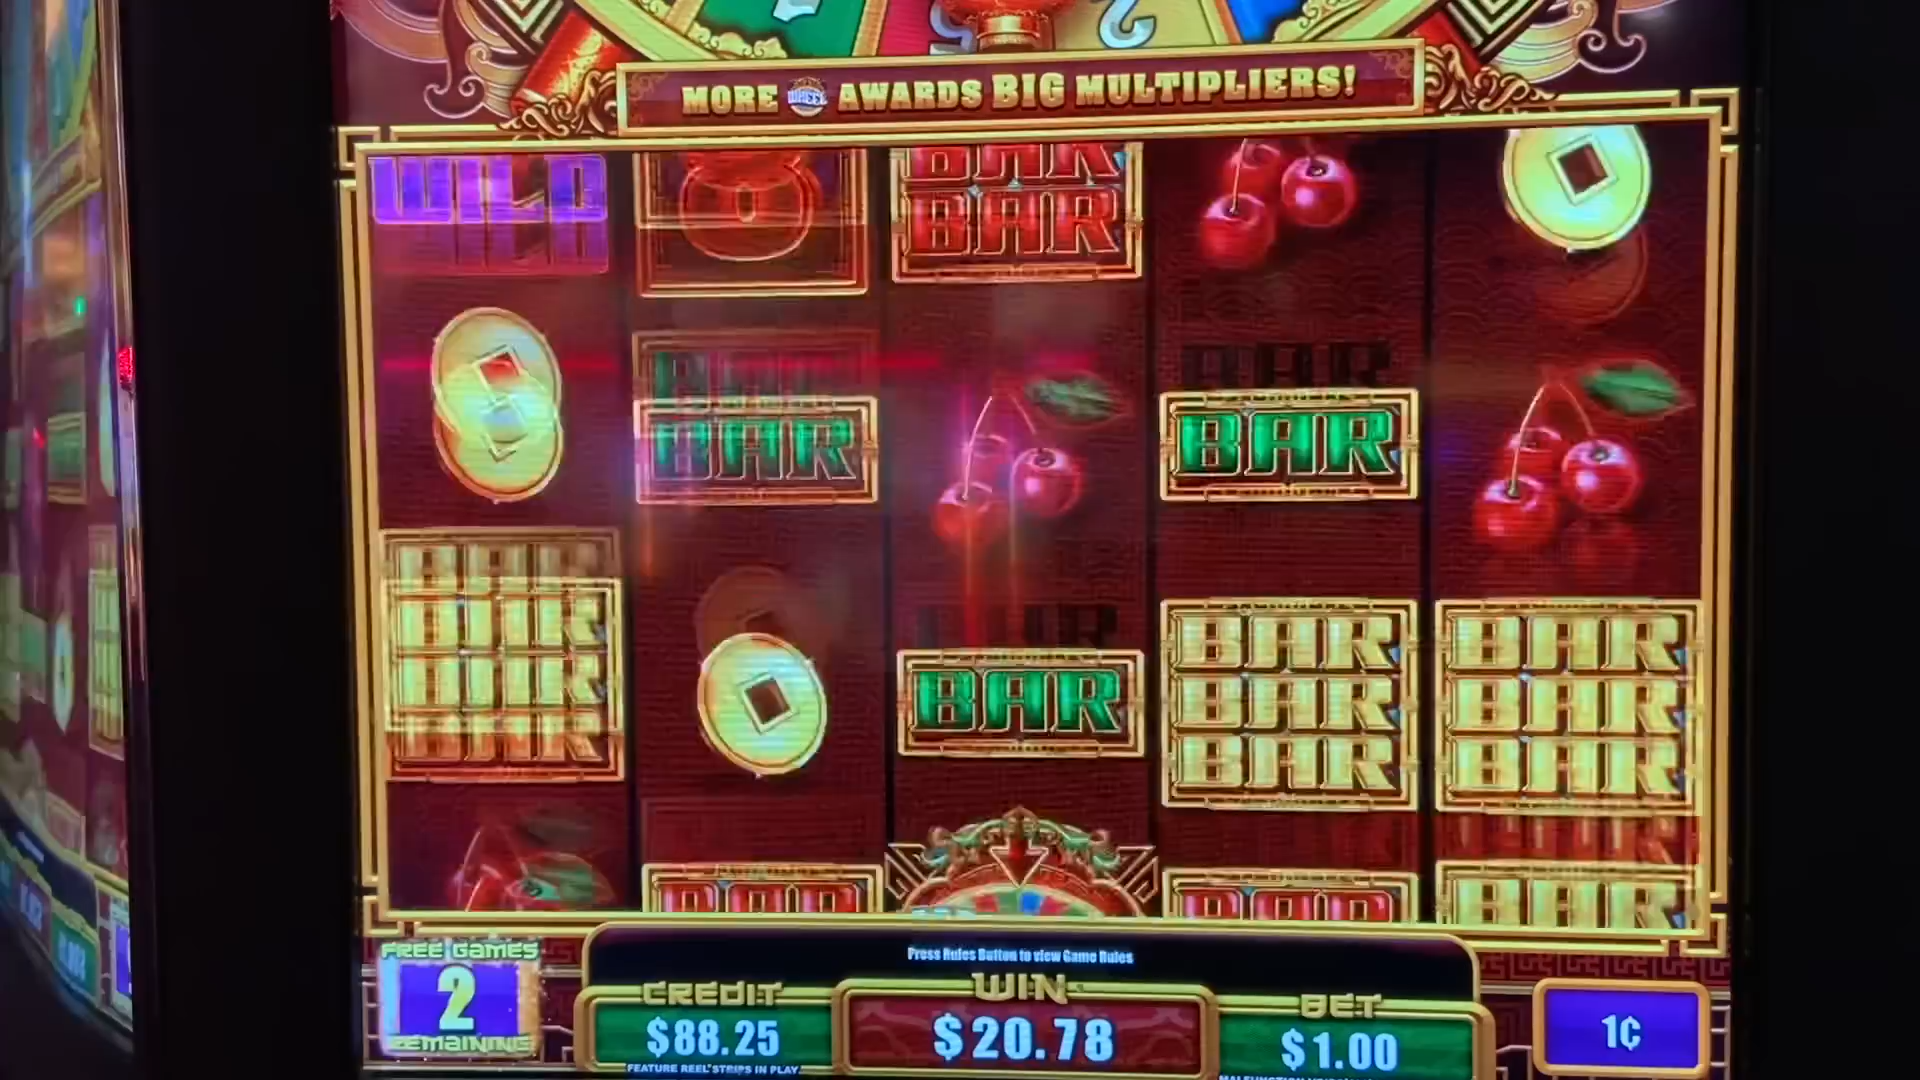 2
MORE WHEEL AWARDS BIG MULTIPLIERS!
WILD
BAR
BAR
BAR
BAR
BAR
BAR
BAR
BAR
BAR
BAR
BAR
BAR
BAR
BAR
FREE GAMES
2
REMAINING
Press Rules Button to view Game Rules
CREDIT
$88.25
FEATURE REEL STRIPS IN PLAY
WIN
$20.78
BET
$1.00
1¢